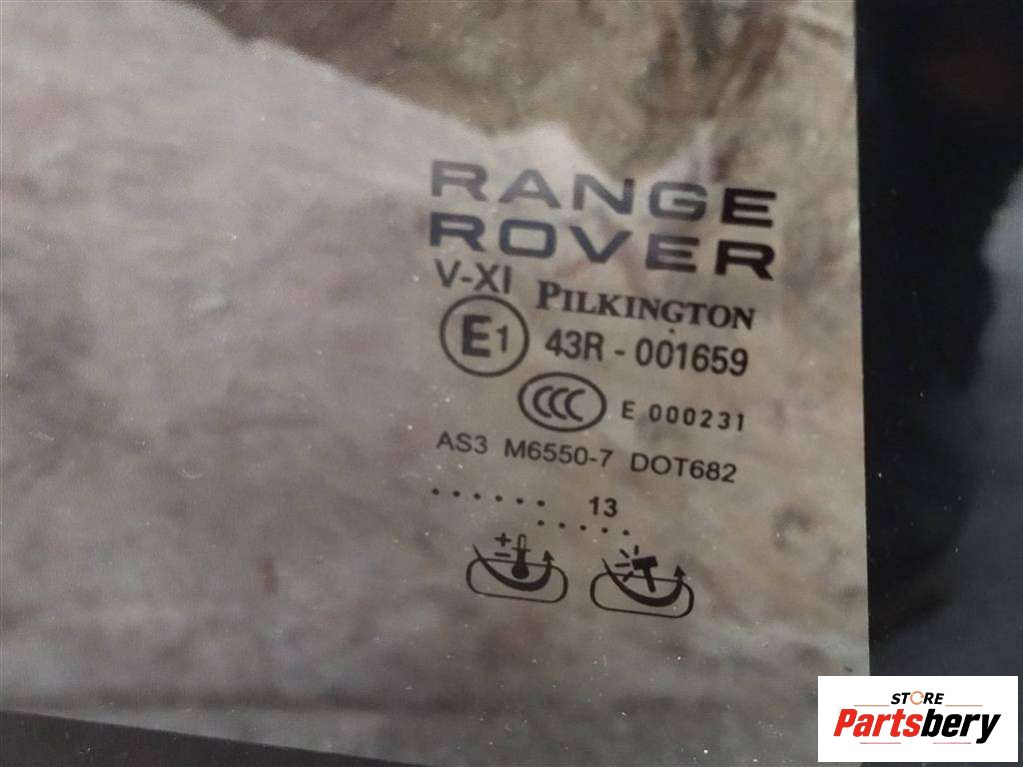 RANGE
ROVER
V-XI PILKINGTON
E1 43R - 001659
CCC E 000231
AS3 M6550-7 DOT682
. . . . . . 13 . . . . .
+
-
STORE
Partsbery